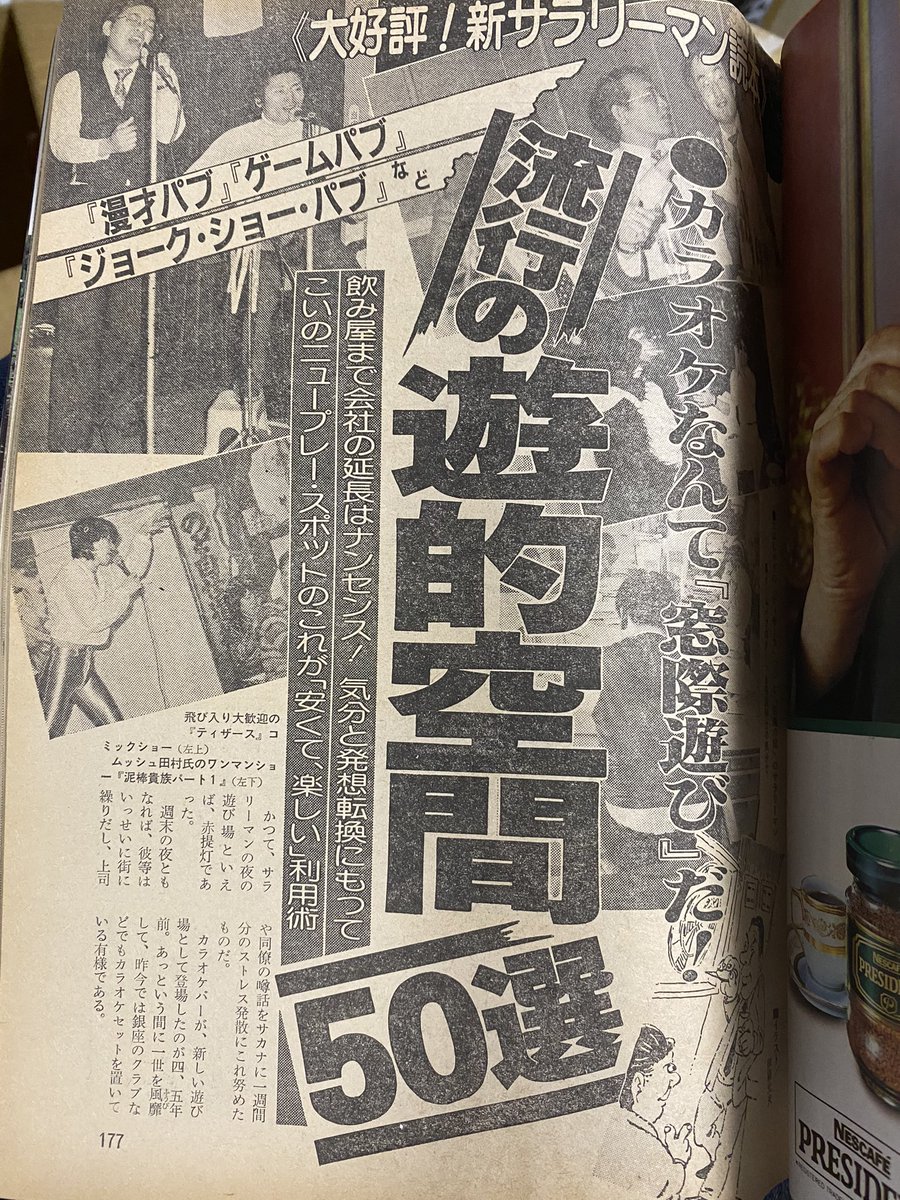 《大好評！新サラリーマン読本
●カラオケなんて『窓際遊び』だ！
流行の
遊的空間
50選
『漫才パブ』『ゲームパブ』
『ジョーク・ショー・パブ』など
飲み屋まで会社の延長はナンセンス！気分と発想転換にもって
こいのニュープレー・スポットのこれが「安くて、楽しい」利用術
飛び入り大歓迎の
『ティザース』コ
ミックショー（左上）
ムッシュ田村氏のワンマンショ
ー『泥棒貴族パート1』（左下）
かつて、サラ
リーマンの夜の
遊び場といえ
ば、赤提灯であ
った。
週末の夜とも
なれば、彼等は
いっせいに街に
繰りだし、上司
や同僚の噂話をサカナに一週間
分のストレス発散にこれ努めた
ものだ。
カラオケバーが、新しい遊び
場として登場したのが四、五年
前。あっという間に一世を風靡
して、昨今では銀座のクラブな
どでもカラオケセットを置いて
いる有様である。
177
NESCAFÉ
PRESIDE
NESCAFÉ
PRESIDE